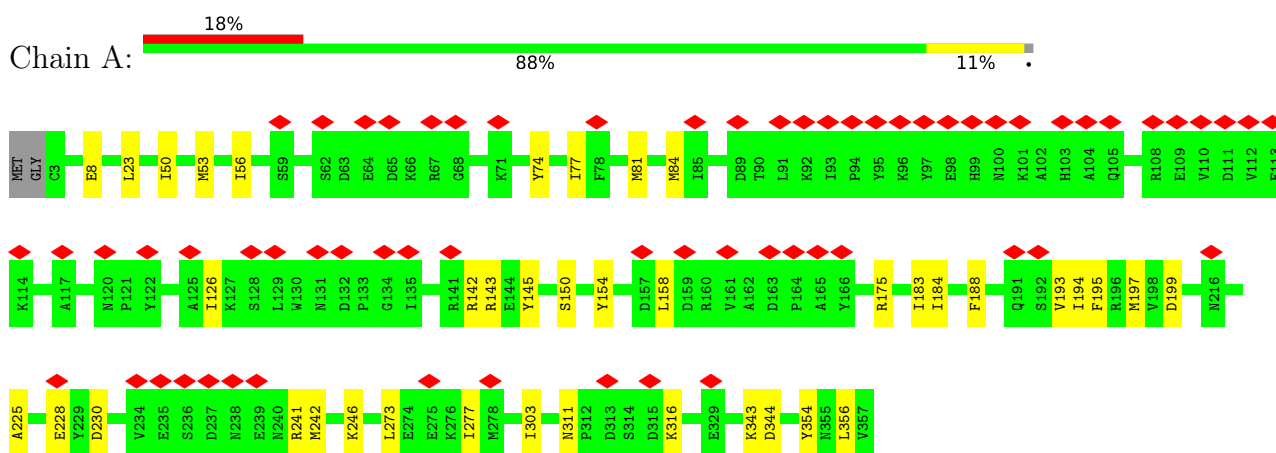 18%
Chain A:
88% 11% •
MET GLY C3 E8 L23 I50 M53 I56 S59 S62 D63 E64 D65 K66 R67 G68 K71 Y74 I77 F78 M81 M84 I85 D89 T90 L91 K92 I93 P94 Y95 K96 Y97 E98 H99 N100 K101 A102 H103 A104 Q105 R108 E109 V110 D111 V112 E113
K114 A117 N120 P121 Y122 A125 I126 K127 S128 L129 W130 N131 D132 P133 G134 I135 R141 R142 R143 E144 Y145 S150 Y154 D157 L158 D159 R160 V161 A162 D163 P164 A165 Y166 R175 I183 I184 F188 Q191 S192 V193 I194 F195 R196 M197 V198 D199 N216
A225 E228 Y229 D230 V234 E235 S236 D237 N238 E239 N240 R241 M242 K246 L273 E274 E275 K276 I277 M278 I303 N311 P312 D313 S314 D315 K316 E329 K343 D344 Y354 N355 L356 V357